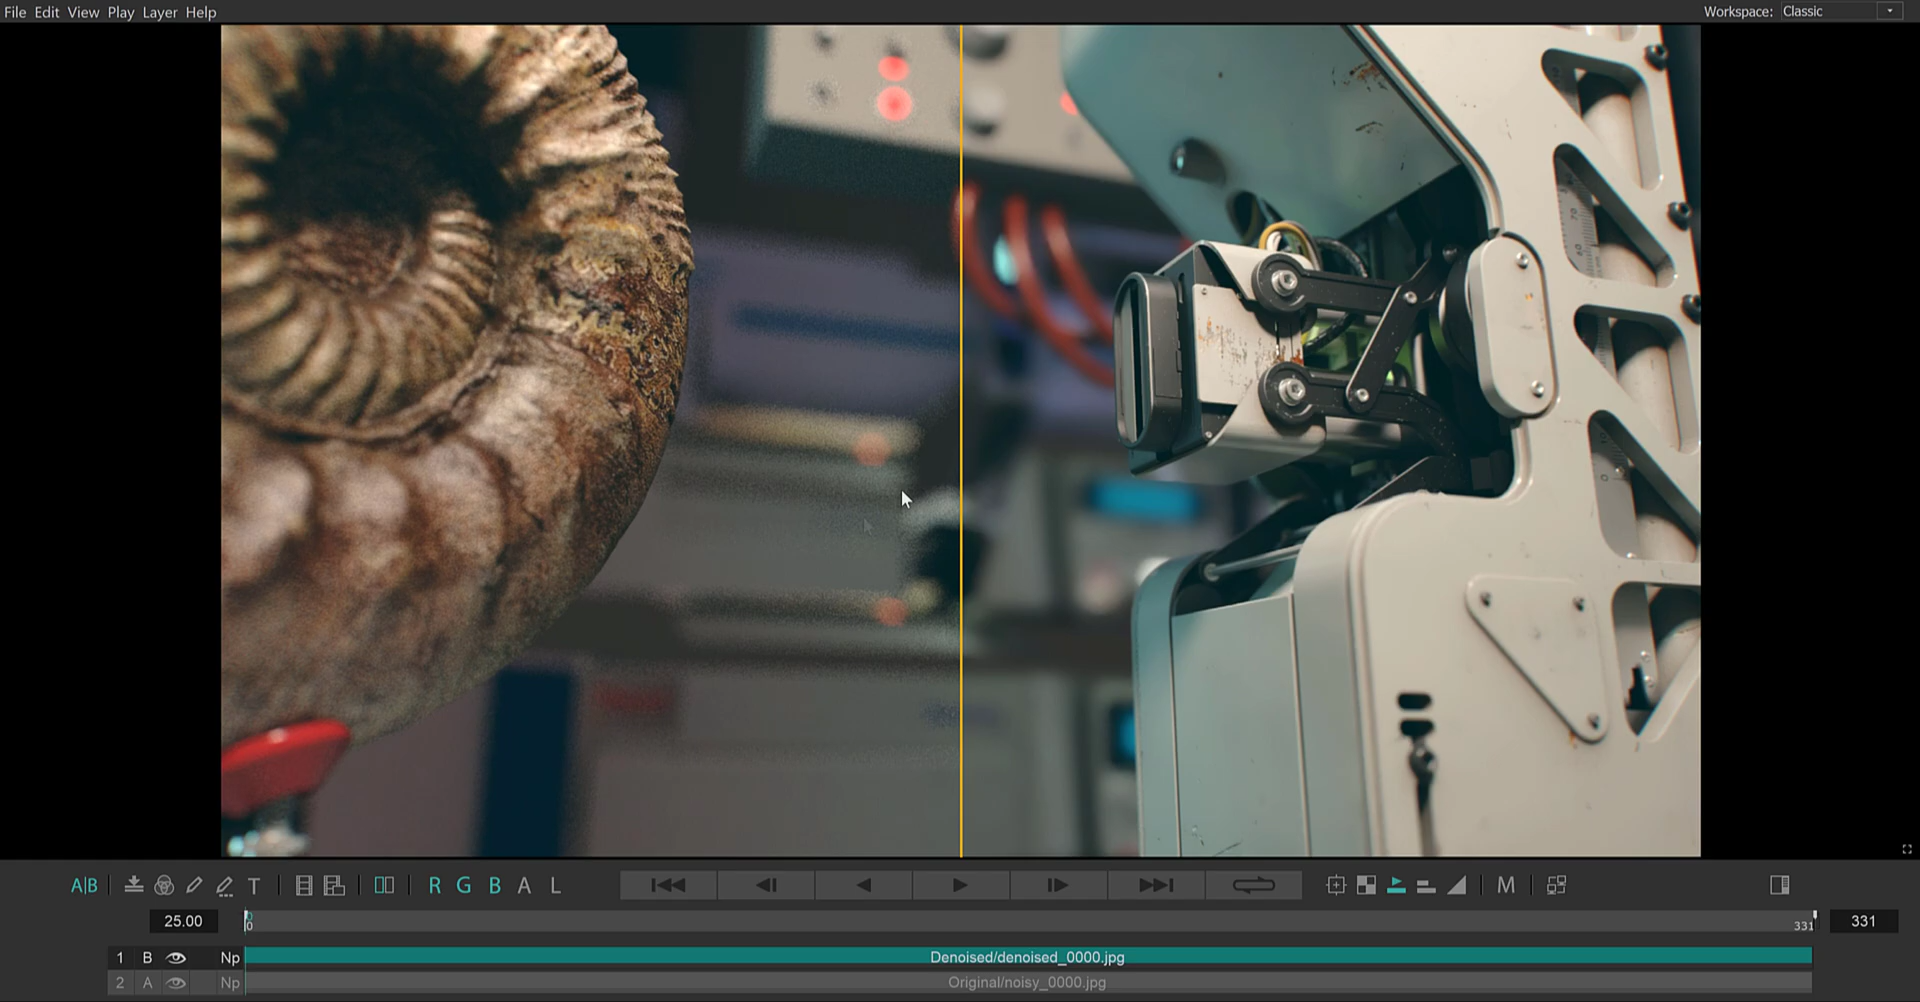 File Edit View Play Layer Help
Workspace: Classic
A|B T R G B A L M
25.00
0
331
331
1 B Np Denoised/denoised_0000.jpg
2 A Np Original/noisy_0000.jpg